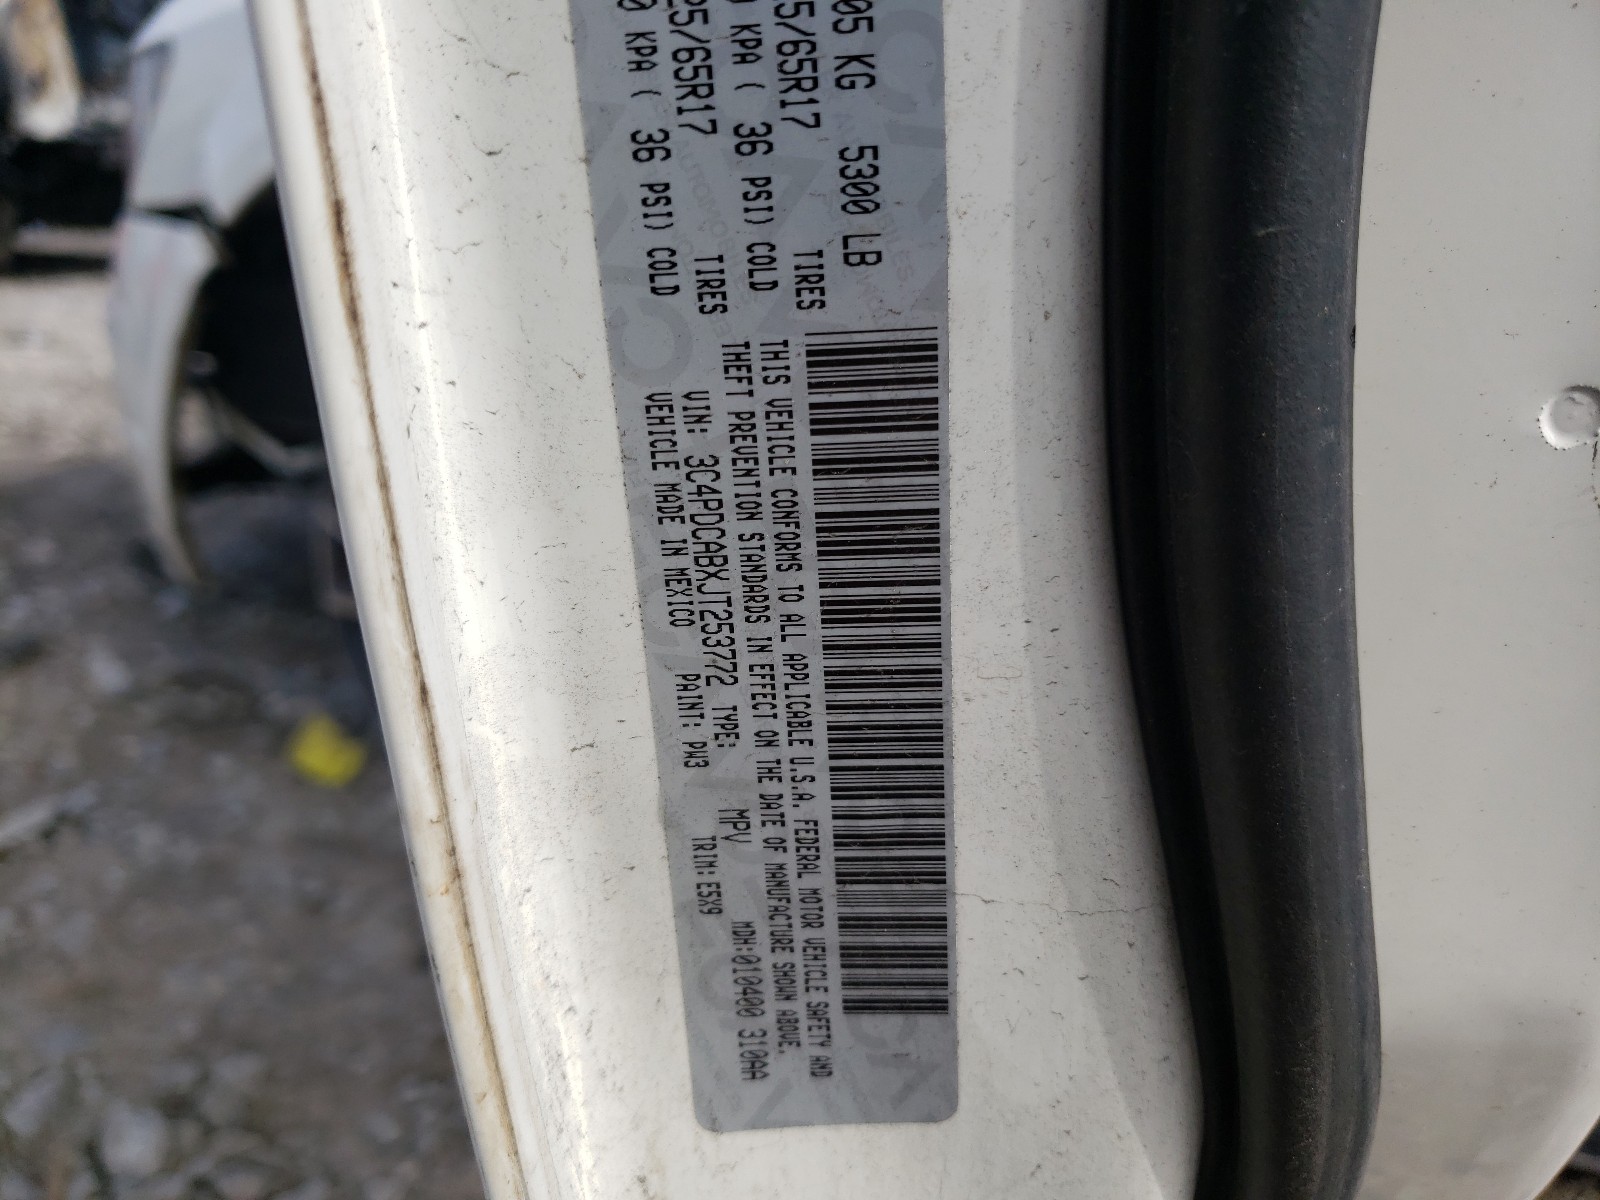 05 KG 5300 LB
5/65R17 TIRES
0 KPA ( 36 PSI) COLD
25/65R17 TIRES
0 KPA ( 36 PSI) COLD
THIS VEHICLE CONFORMS TO ALL APPLICABLE U.S.A. FEDERAL MOTOR VEHICLE SAFETY AND
THEFT PREVENTION STANDARDS IN EFFECT ON THE DATE OF MANUFACTURE SHOWN ABOVE.
VIN: 3C4PDCABXJT253772 TYPE: MPV MDH:010400 310AA
VEHICLE MADE IN MEXICO PAINT: PW3 TRIM: E5X9